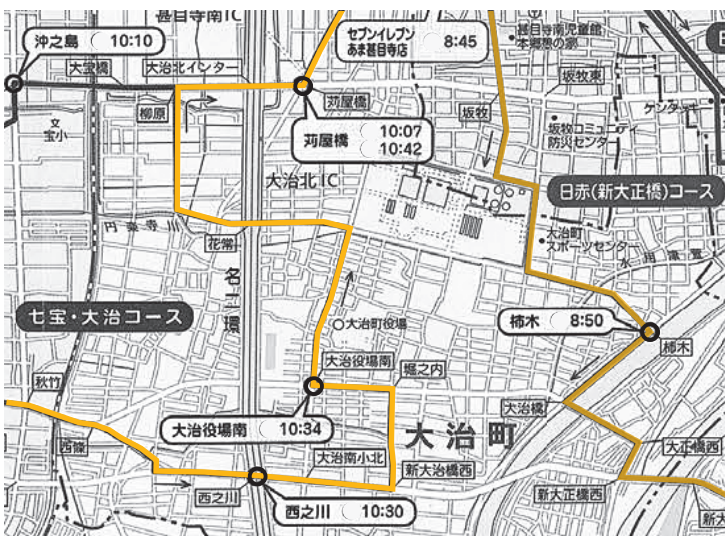 甚目寺南IC
沖之島 10:10
セブンイレブン
あま甚目寺店 8:45
甚目寺南児童館
本郷憩の家
大宝橋
大治北インター
坂牧東
柳原
苅屋橋
坂牧
ケンタッキー
苅屋橋 10:07
10:42
坂牧コミュニティ
防災センター
宝小
大治北IC
日赤(新大正橋)コース
円楽寺川
花常
大治町
スポーツセンター
名二環
七宝・大治コース
大治町役場
柿木 8:50
柿木
大治役場南
堀之内
秋竹
大治橋
大治役場南 10:34
大治町
西條
大治南小北
新大治橋西
大正橋西
西之川
新大正橋西
西之川 10:30